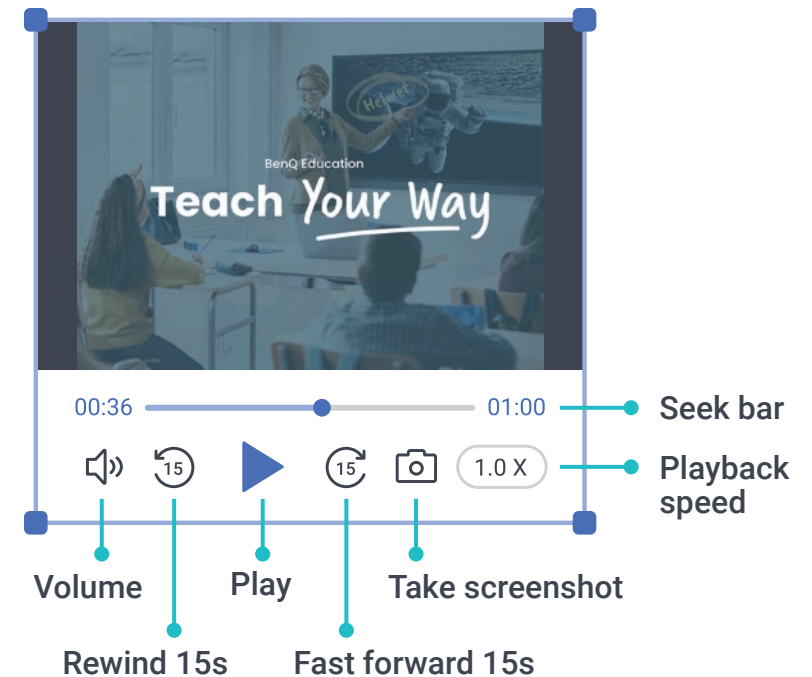 Helmet
BenQ Education
Teach Your Way
00:36
01:00
Seek bar
15
15
1.0 X
Playback
speed
Volume
Play
Take screenshot
Rewind 15s
Fast forward 15s